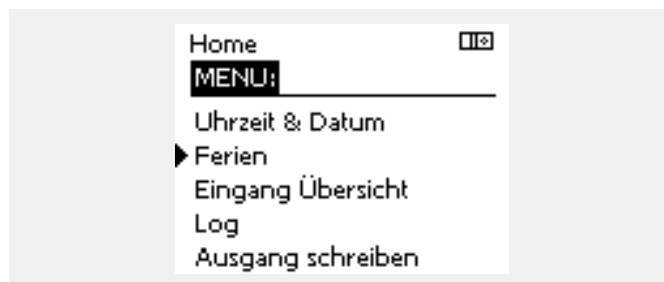 Home
MENU:
Uhrzeit & Datum
Ferien
Eingang Übersicht
Log
Ausgang schreiben